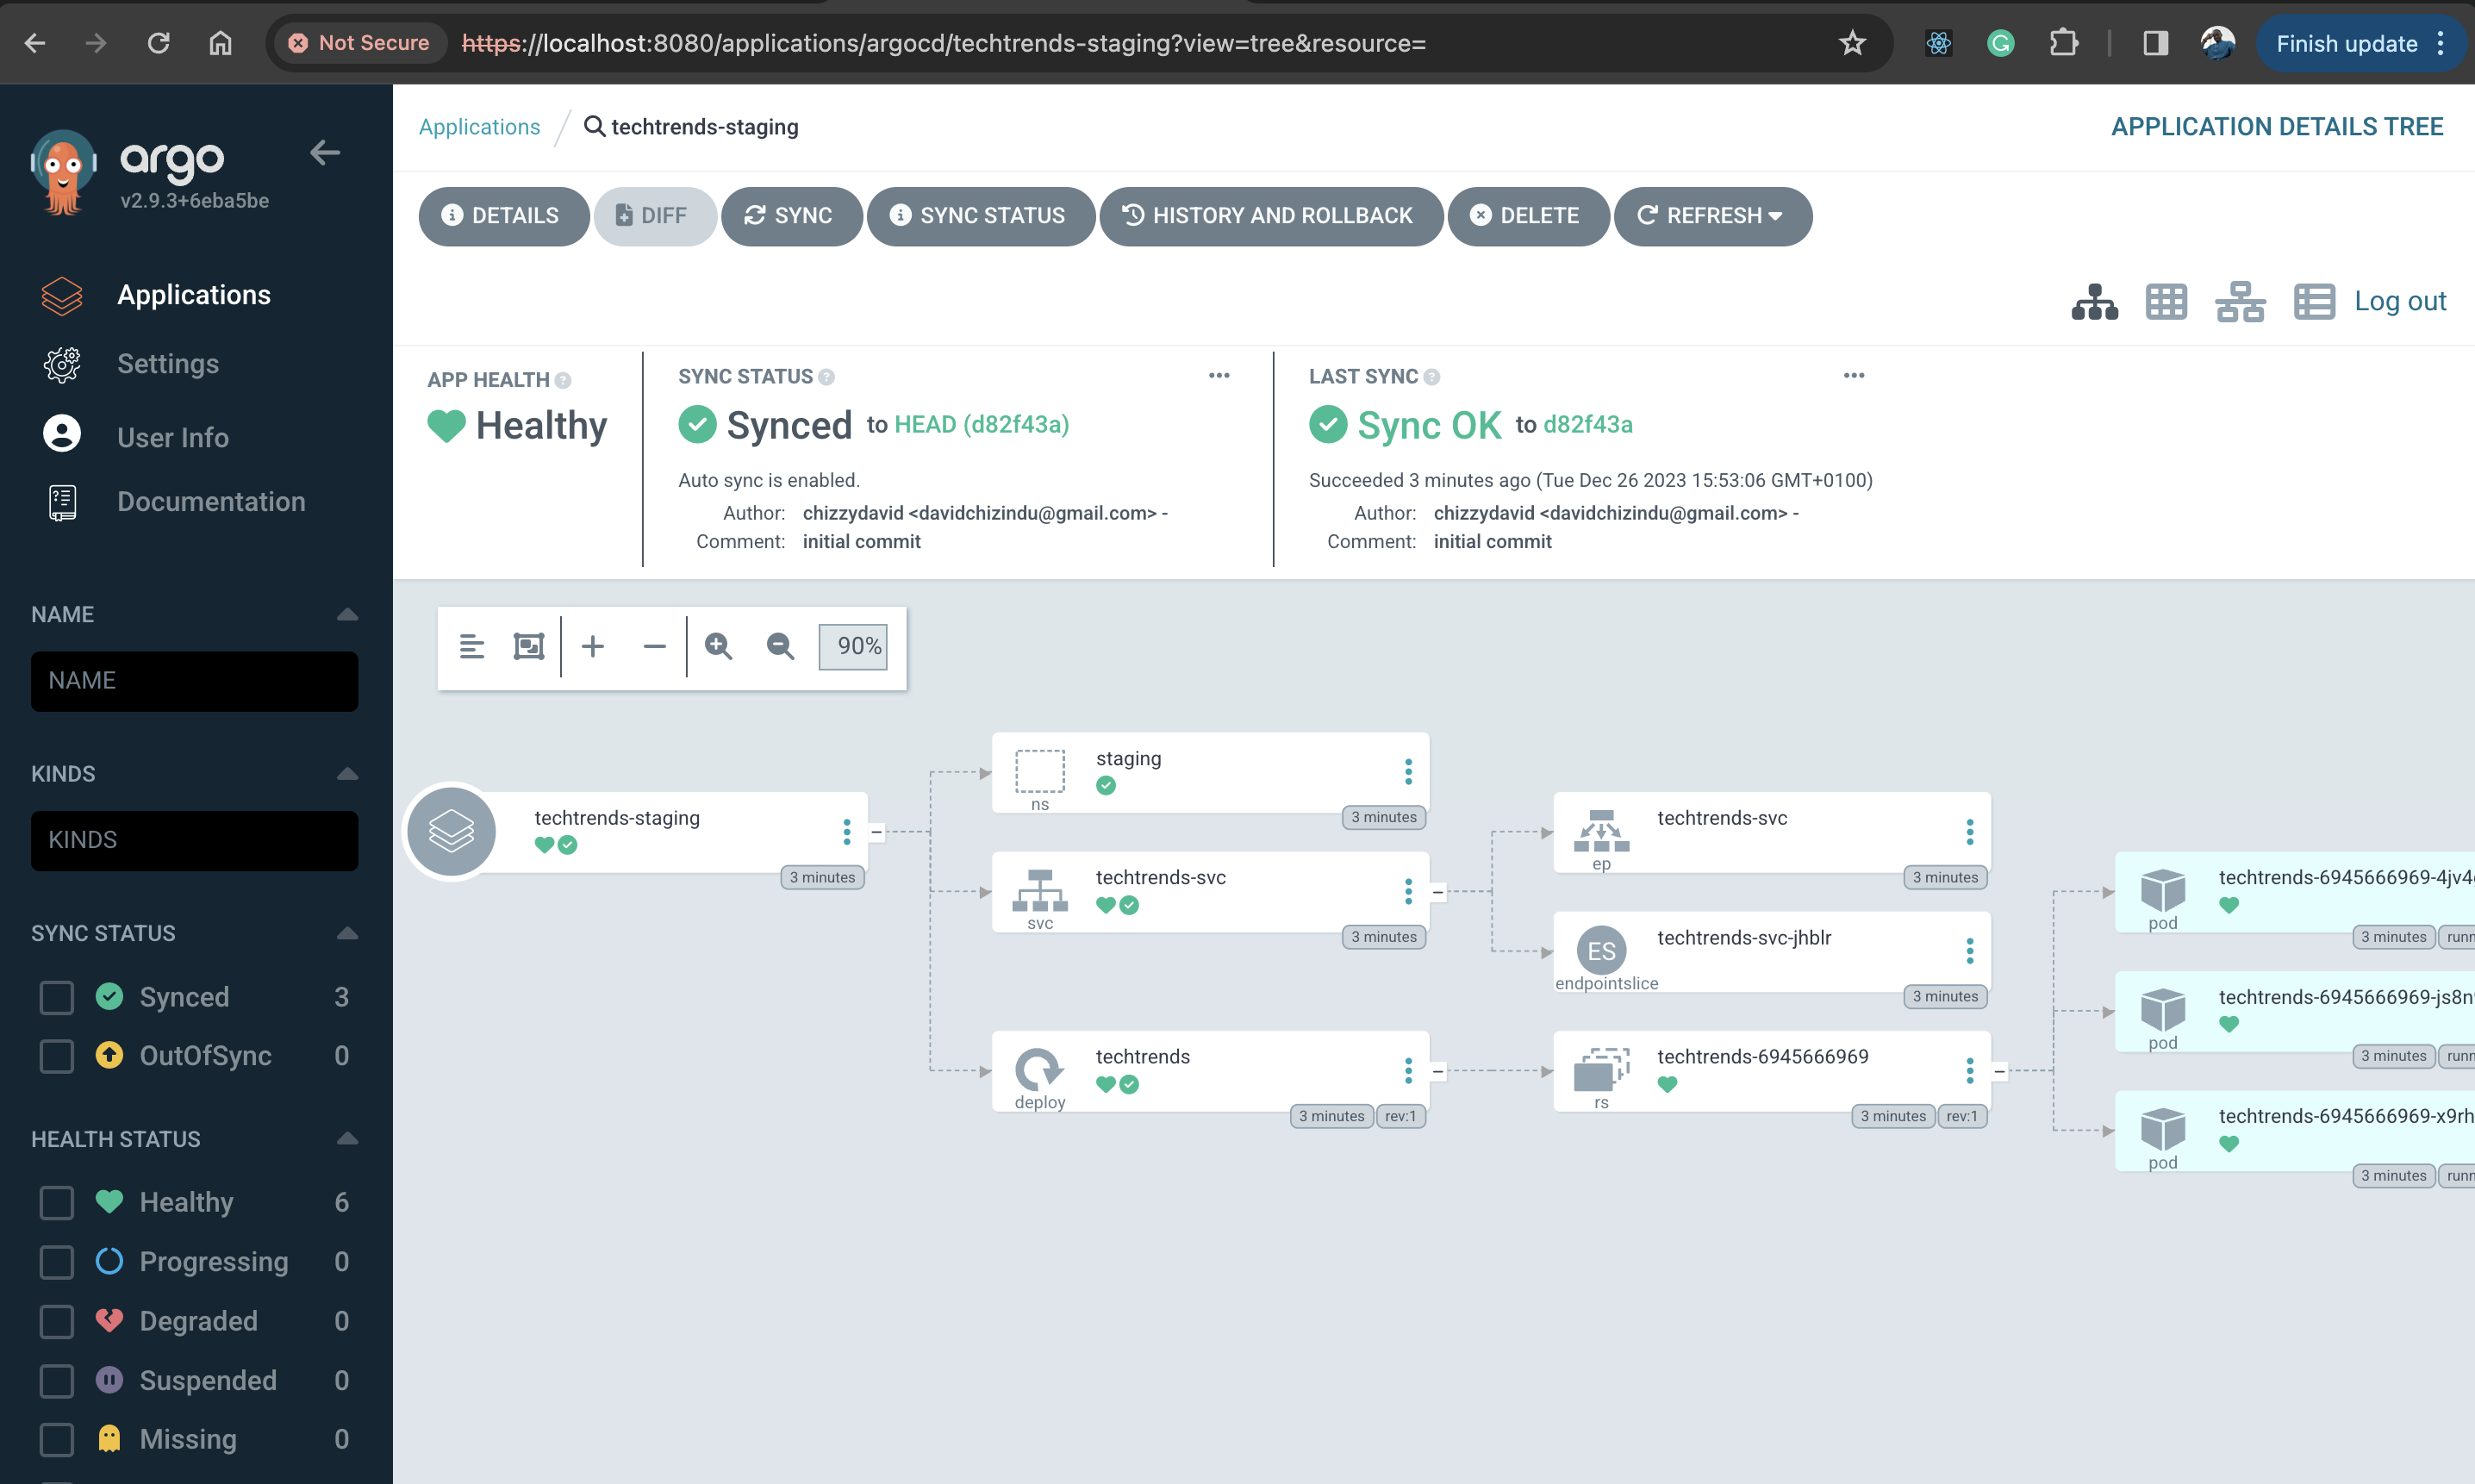 Not Secure https://localhost:8080/applications/argocd/techtrends-staging?view=tree&resource= Finish update
argo
v2.9.3+6eba5be
Applications
Settings
User Info
Documentation
NAME
NAME
KINDS
KINDS
SYNC STATUS
Synced 3
OutOfSync 0
HEALTH STATUS
Healthy 6
Progressing 0
Degraded 0
Suspended 0
Missing 0
Applications / techtrends-staging APPLICATION DETAILS TREE
DETAILS DIFF SYNC SYNC STATUS HISTORY AND ROLLBACK DELETE REFRESH
Log out
APP HEALTH ?
Healthy
SYNC STATUS ?
Synced to HEAD (d82f43a)
Auto sync is enabled.
Author: chizzydavid <davidchizindu@gmail.com> -
Comment: initial commit
LAST SYNC ?
Sync OK to d82f43a
Succeeded 3 minutes ago (Tue Dec 26 2023 15:53:06 GMT+0100)
Author: chizzydavid <davidchizindu@gmail.com> -
Comment: initial commit
90%
techtrends-staging
3 minutes
staging
ns
3 minutes
techtrends-svc
svc
3 minutes
techtrends
deploy
3 minutes rev:1
techtrends-svc
ep
3 minutes
ES
techtrends-svc-jhblr
endpointslice
3 minutes
techtrends-6945666969
rs
3 minutes rev:1
techtrends-6945666969-4jv4
pod
3 minutes runn
techtrends-6945666969-js8n
pod
3 minutes runn
techtrends-6945666969-x9rh
pod
3 minutes runn